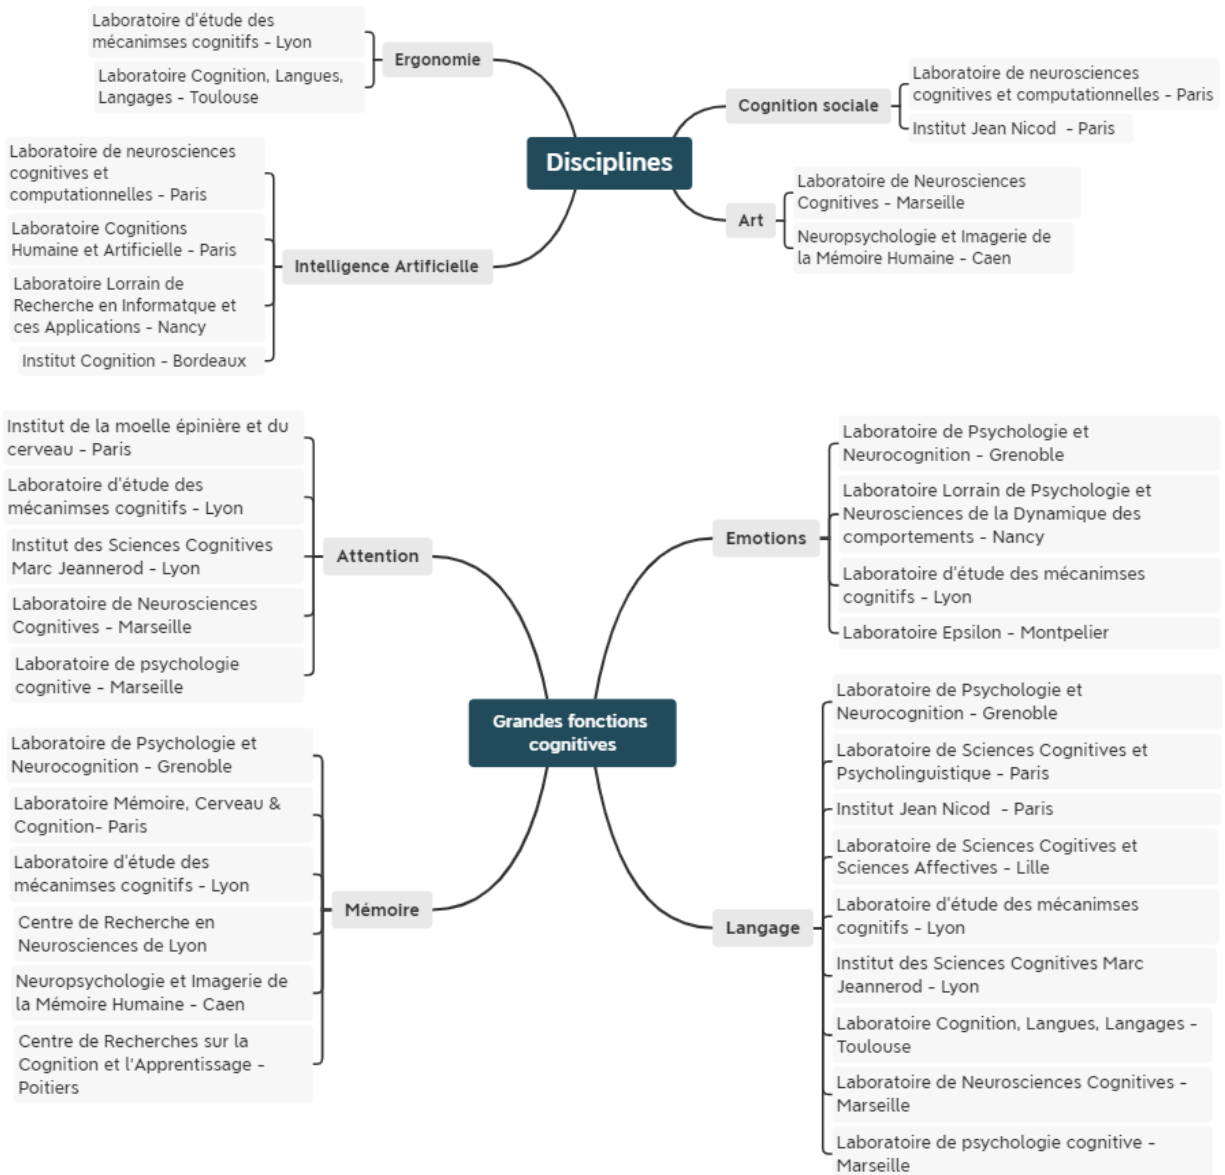 Disciplines
Ergonomie
Laboratoire d'étude des
mécanimses cognitifs - Lyon
Laboratoire Cognition, Langues,
Langages - Toulouse
Intelligence Artificielle
Laboratoire de neurosciences
cognitives et
computationnelles - Paris
Laboratoire Cognitions
Humaine et Artificielle - Paris
Laboratoire Lorrain de
Recherche en Informatque et
ces Applications - Nancy
Institut Cognition - Bordeaux
Cognition sociale
Laboratoire de neurosciences
cognitives et computationnelles - Paris
Institut Jean Nicod - Paris
Art
Laboratoire de Neurosciences
Cognitives - Marseille
Neuropsychologie et Imagerie de
la Mémoire Humaine - Caen
Grandes fonctions
cognitives
Attention
Institut de la moelle épinière et du
cerveau - Paris
Laboratoire d'étude des
mécanimses cognitifs - Lyon
Institut des Sciences Cognitives
Marc Jeannerod - Lyon
Laboratoire de Neurosciences
Cognitives - Marseille
Laboratoire de psychologie
cognitive - Marseille
Mémoire
Laboratoire de Psychologie et
Neurocognition - Grenoble
Laboratoire Mémoire, Cerveau &
Cognition- Paris
Laboratoire d'étude des
mécanimses cognitifs - Lyon
Centre de Recherche en
Neurosciences de Lyon
Neuropsychologie et Imagerie de
la Mémoire Humaine - Caen
Centre de Recherches sur la
Cognition et l'Apprentissage -
Poitiers
Emotions
Laboratoire de Psychologie et
Neurocognition - Grenoble
Laboratoire Lorrain de Psychologie et
Neurosciences de la Dynamique des
comportements - Nancy
Laboratoire d'étude des mécanimses
cognitifs - Lyon
Laboratoire Epsilon - Montpelier
Langage
Laboratoire de Psychologie et
Neurocognition - Grenoble
Laboratoire de Sciences Cognitives et
Psycholinguistique - Paris
Institut Jean Nicod - Paris
Laboratoire de Sciences Cogitives et
Sciences Affectives - Lille
Laboratoire d'étude des mécanimses
cognitifs - Lyon
Institut des Sciences Cognitives Marc
Jeannerod - Lyon
Laboratoire Cognition, Langues, Langages -
Toulouse
Laboratoire de Neurosciences Cognitives -
Marseille
Laboratoire de psychologie cognitive -
Marseille